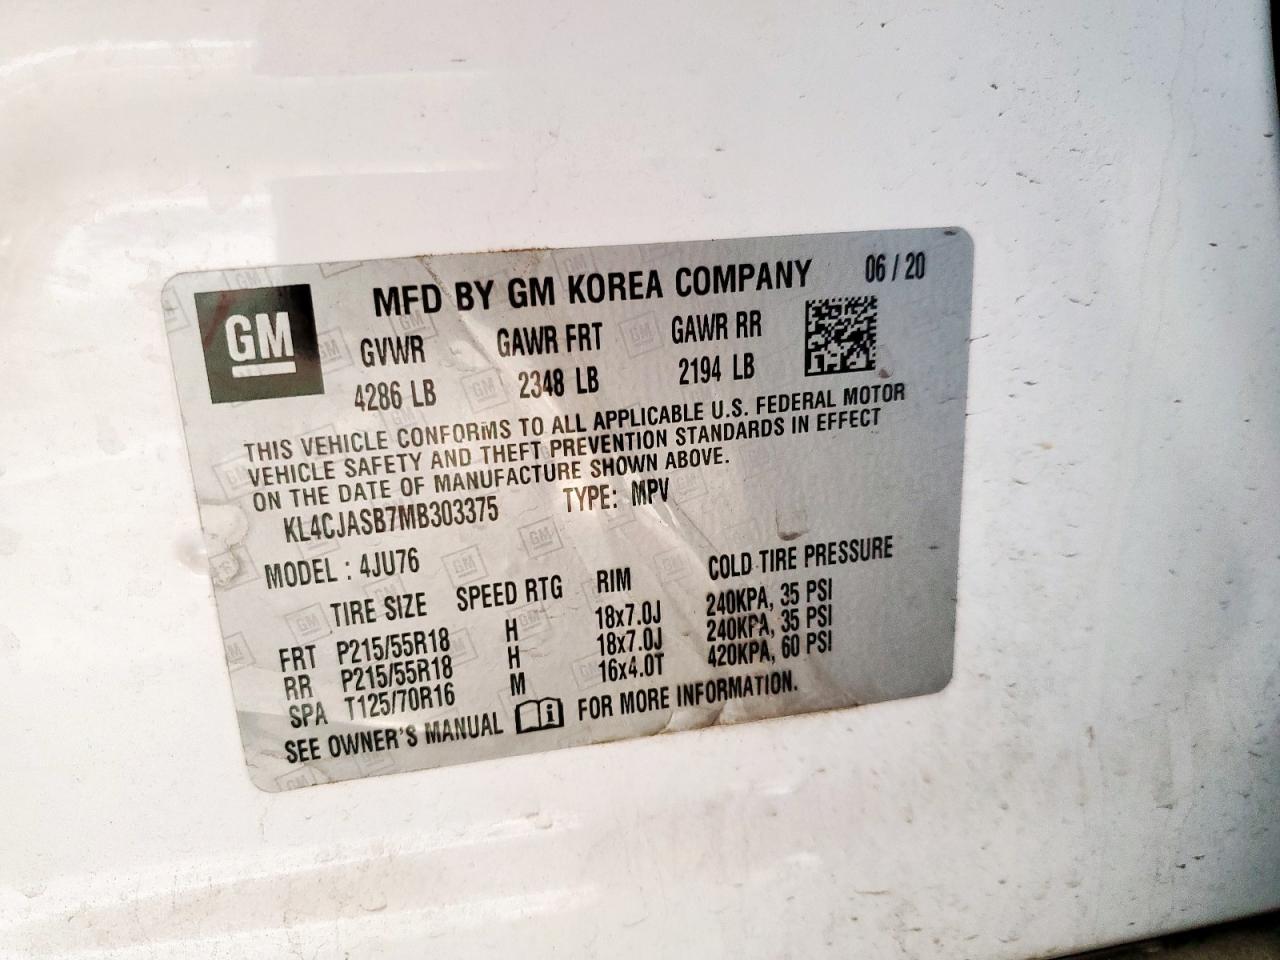 GM
MFD BY GM KOREA COMPANY 06 / 20
GVWR GAWR FRT GAWR RR
4286 LB 2348 LB 2194 LB
THIS VEHICLE CONFORMS TO ALL APPLICABLE U.S. FEDERAL MOTOR
VEHICLE SAFETY AND THEFT PREVENTION STANDARDS IN EFFECT
ON THE DATE OF MANUFACTURE SHOWN ABOVE.
KL4CJASB7MB303375 TYPE: MPV
MODEL : 4JU76
TIRE SIZE SPEED RTG RIM COLD TIRE PRESSURE
FRT P215/55R18 H 18x7.0J 240KPA, 35 PSI
RR P215/55R18 H 18x7.0J 240KPA, 35 PSI
SPA T125/70R16 M 16x4.0T 420KPA, 60 PSI
SEE OWNER'S MANUAL FOR MORE INFORMATION.